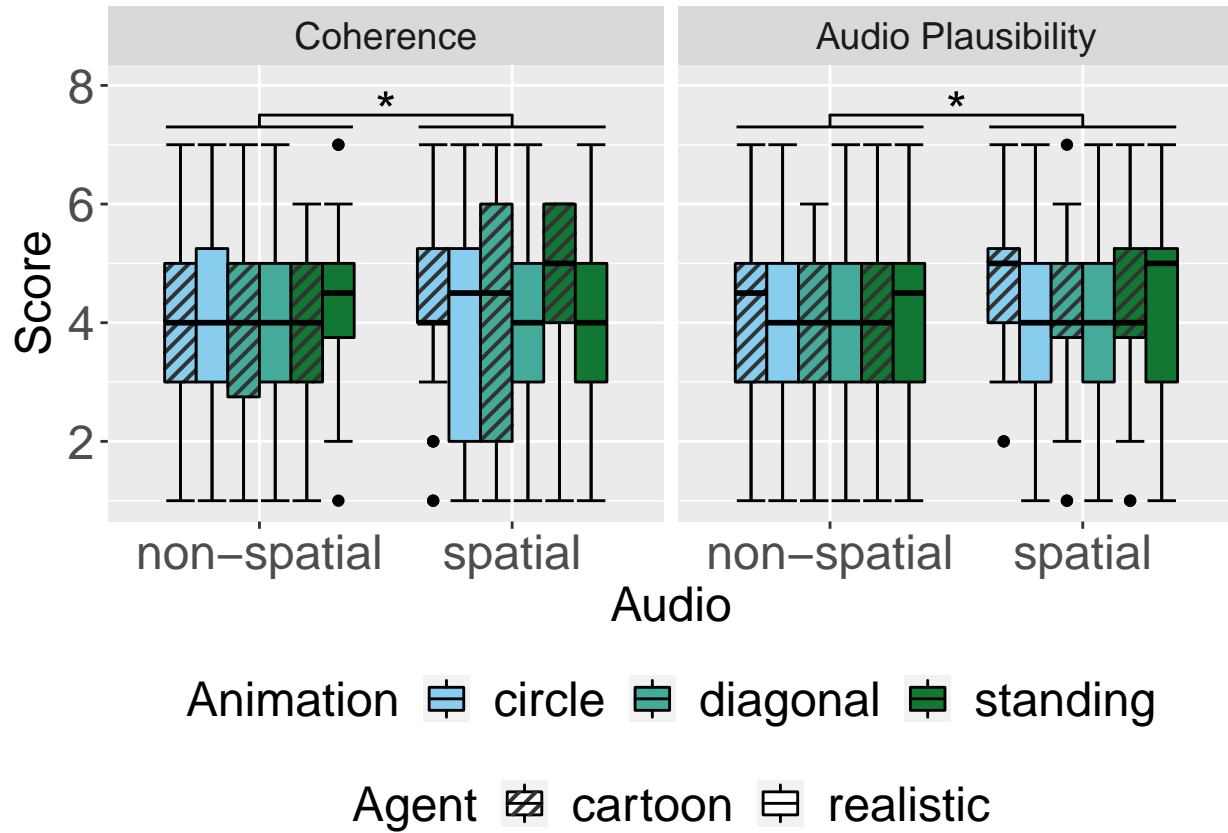 Coherence
Audio Plausibility
Score
8
6
4
2
*
*
non−spatial
spatial
non−spatial
spatial
Audio
Animation circle diagonal standing
Agent cartoon realistic